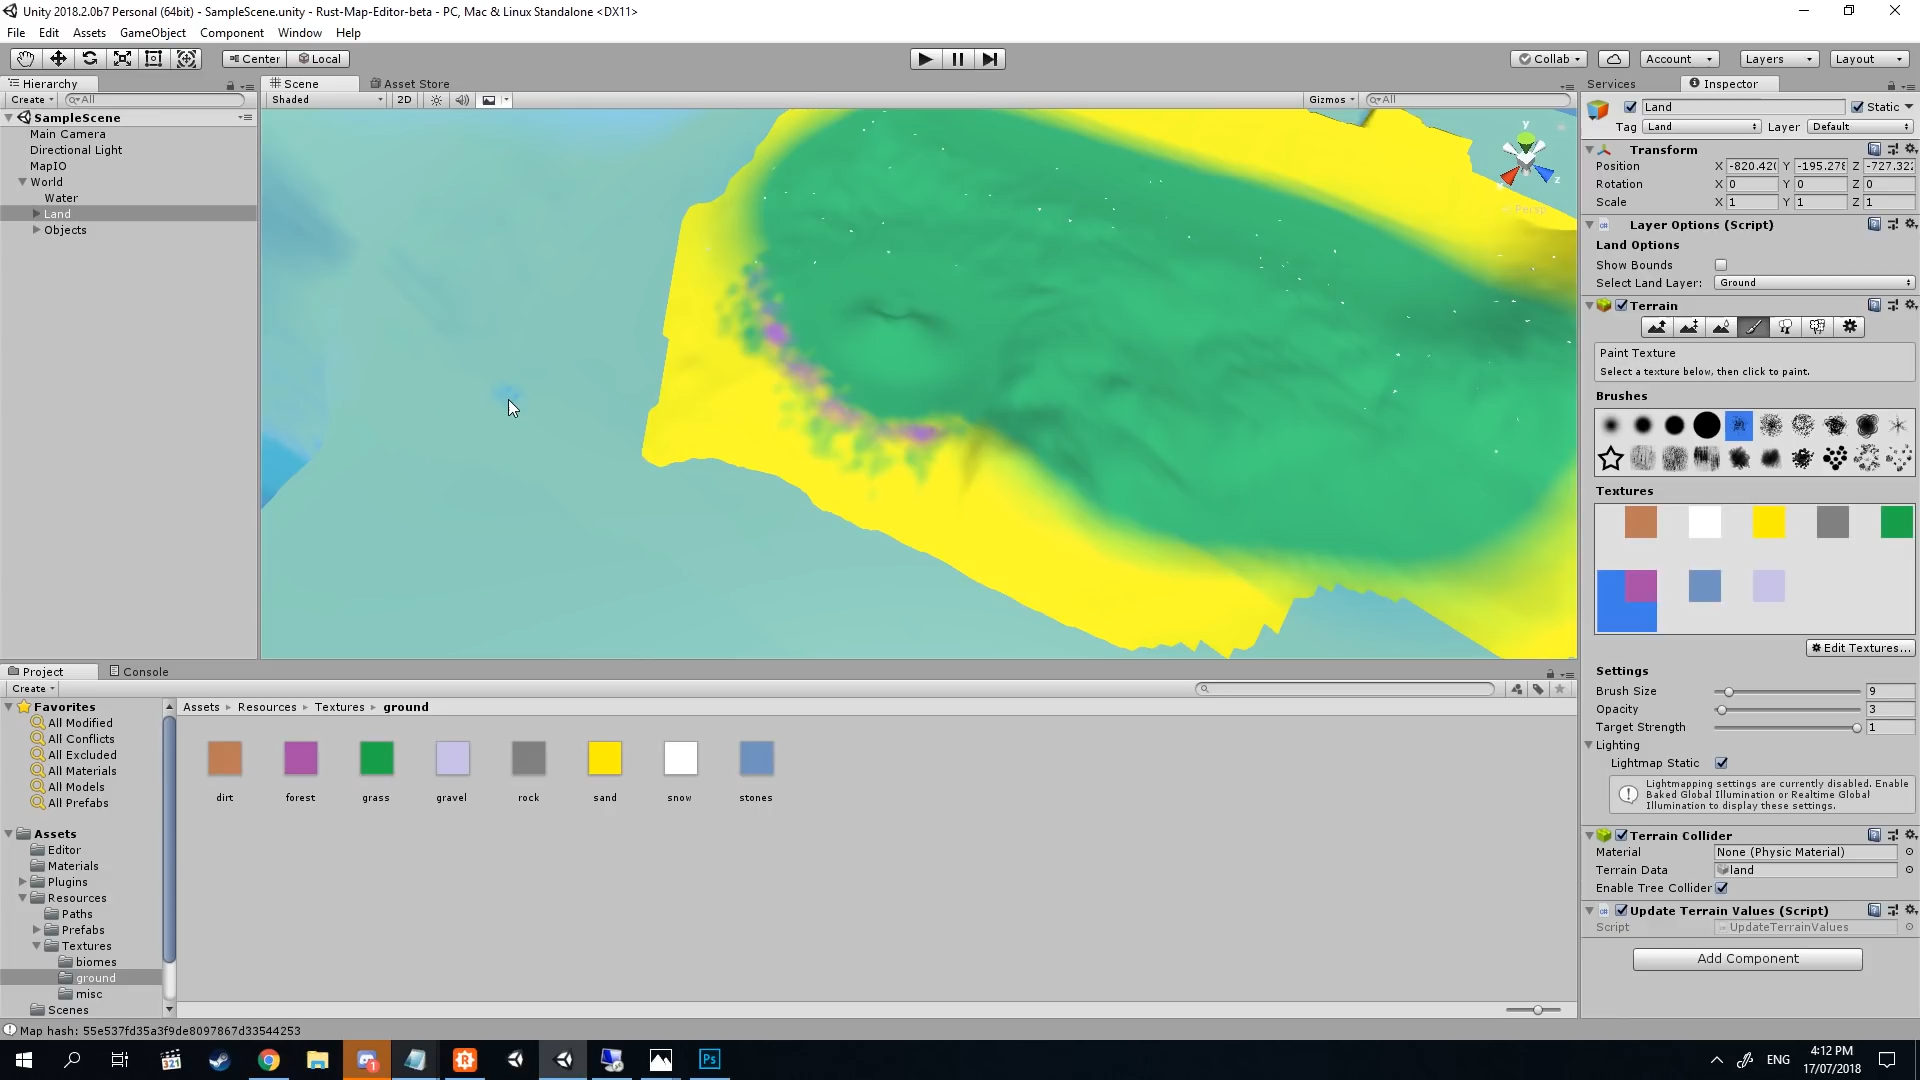 Unity 2018.2.0b7 Personal (64bit) - SampleScene.unity - Rust-Map-Editor-beta - PC, Mac & Linux Standalone <DX11>
File Edit Assets GameObject Component Window Help
Center Local Collab Account Layers Layout
Hierarchy
Create All
SampleScene
Main Camera
Directional Light
MapIO
World
Water
Land
Objects
Scene Asset Store
Shaded 2D Gizmos All
y
z
Persp
Services Inspector
Land Static
Tag Land Layer Default
Transform
Position X -820.42( Y -195.278 Z -727.322
Rotation X 0 Y 0 Z 0
Scale X 1 Y 1 Z 1
Layer Options (Script)
Land Options
Show Bounds
Select Land Layer: Ground
Terrain
Paint Texture
Select a texture below, then click to paint.
Brushes
Textures
Edit Textures...
Settings
Brush Size 9
Opacity 3
Target Strength 1
Lighting
Lightmap Static
Lightmapping settings are currently disabled. Enable
Baked Global Illumination or Realtime Global
Illumination to display these settings.
Terrain Collider
Material None (Physic Material)
Terrain Data land
Enable Tree Collider
Update Terrain Values (Script)
Script UpdateTerrainValues
Add Component
Project Console
Create
Favorites
All Modified
All Conflicts
All Excluded
All Materials
All Models
All Prefabs
Assets
Editor
Materials
Plugins
Resources
Paths
Prefabs
Textures
biomes
ground
misc
Scenes
Assets Resources Textures ground
dirt forest grass gravel rock sand snow stones
Map hash: 55e537fd35a3f9de8097867d33544253
321 1 Ps
ENG
4:12 PM
17/07/2018